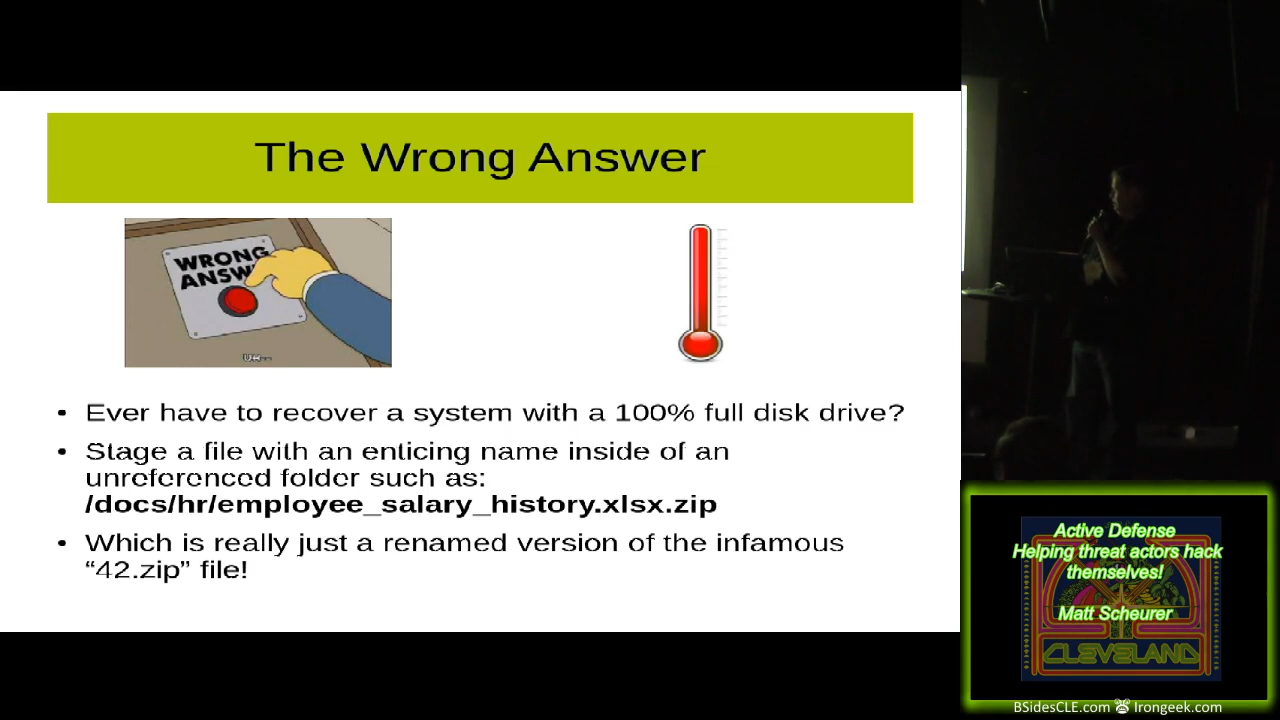 The Wrong Answer
WRONG
ANSW
• Ever have to recover a system with a 100% full disk drive?
• Stage a file with an enticing name inside of an
unreferenced folder such as:
/docs/hr/employee_salary_history.xlsx.zip
• Which is really just a renamed version of the infamous
“42.zip” file!
Active Defense
Helping threat actors hack
themselves!
Matt Scheurer
CLEVELAND
BSidesCLE.com Irongeek.com